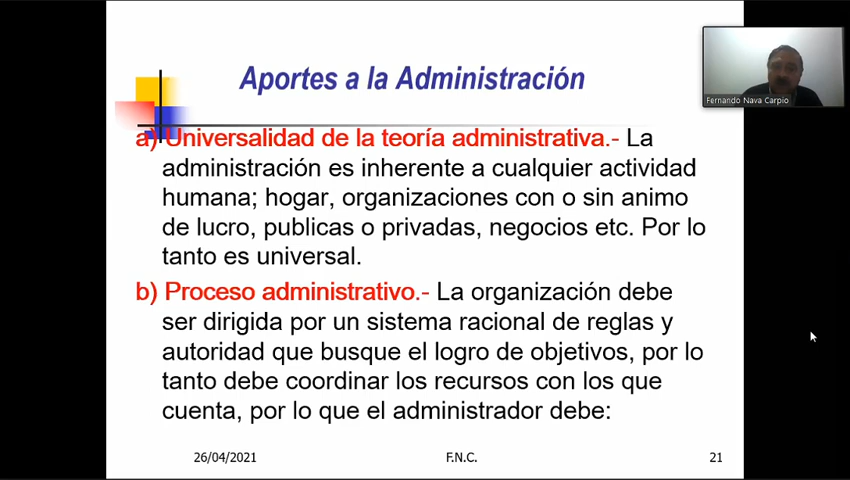 Aportes a la Administración
Fernando Nava Carpio
a) Universalidad de la teoría administrativa.- La
administración es inherente a cualquier actividad
humana; hogar, organizaciones con o sin animo
de lucro, publicas o privadas, negocios etc. Por lo
tanto es universal.
b) Proceso administrativo.- La organización debe
ser dirigida por un sistema racional de reglas y
autoridad que busque el logro de objetivos, por lo
tanto debe coordinar los recursos con los que
cuenta, por lo que el administrador debe:
26/04/2021 F.N.C. 21